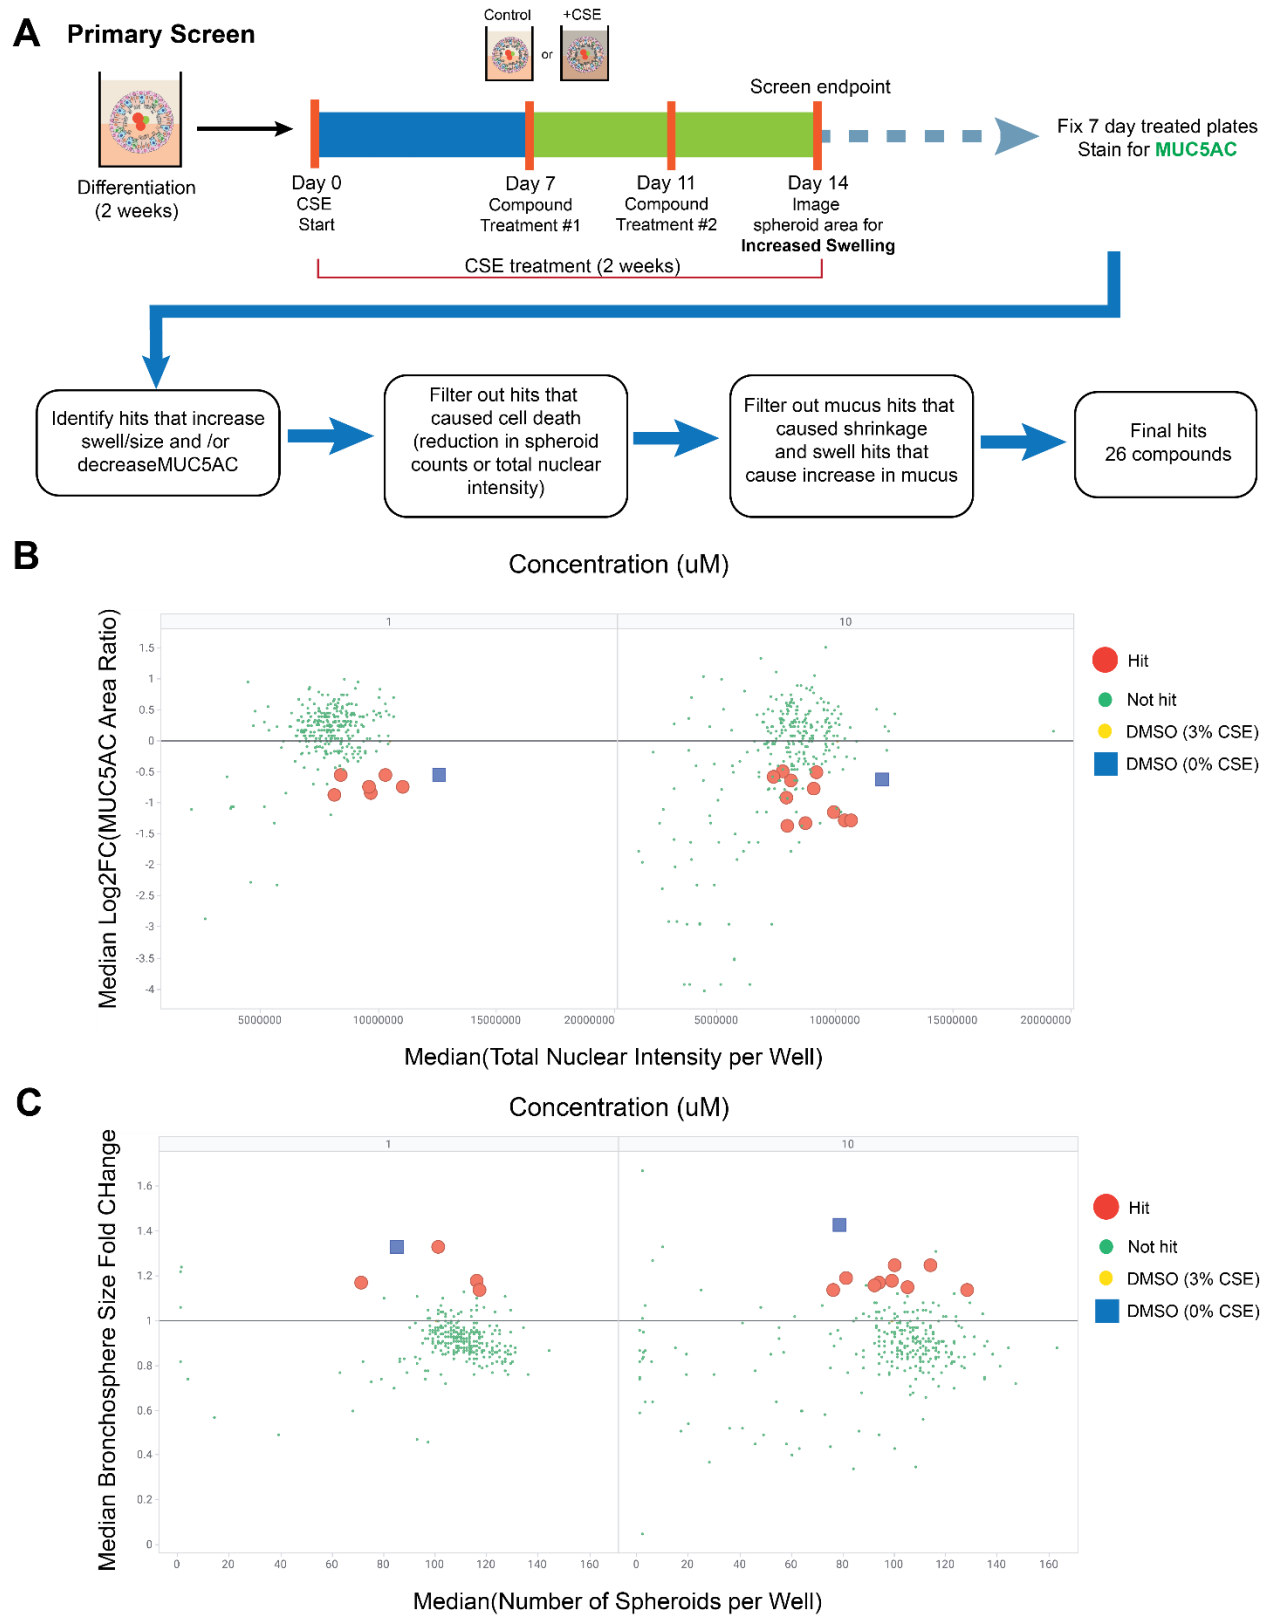 A Primary Screen
Control +CSE
or
Screen endpoint
Fix 7 day treated plates
Stain for MUC5AC
Differentiation
(2 weeks)
Day 0
CSE
Start
Day 7
Compound
Treatment #1
Day 11
Compound
Treatment #2
Day 14
Image
spheroid area for
Increased Swelling
CSE treatment (2 weeks)
Identify hits that increase
swell/size and /or
decreaseMUC5AC
Filter out hits that
caused cell death
(reduction in spheroid
counts or total nuclear
intensity)
Filter out mucus hits that
caused shrinkage
and swell hits that
cause increase in mucus
Final hits
26 compounds
B
Concentration (uM)
1 10
Median Log2FC(MUC5AC Area Ratio)
1.5
1
0.5
0
-0.5
-1
-1.5
-2
-2.5
-3
-3.5
-4
5000000 10000000 15000000 20000000 5000000 10000000 15000000 20000000
Median(Total Nuclear Intensity per Well)
Hit
Not hit
DMSO (3% CSE)
DMSO (0% CSE)
C
Concentration (uM)
1 10
Median Bronchosphere Size Fold CHange
1.6
1.4
1.2
1
0.8
0.6
0.4
0.2
0
0 20 40 60 80 100 120 140 160 0 20 40 60 80 100 120 140 160
Median(Number of Spheroids per Well)
Hit
Not hit
DMSO (3% CSE)
DMSO (0% CSE)